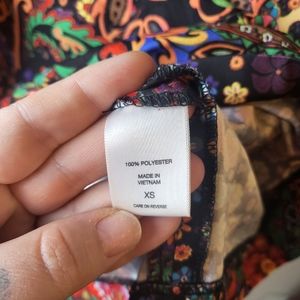 100% POLYESTER
MADE IN
VIETNAM
XS
CARE ON REVERSE